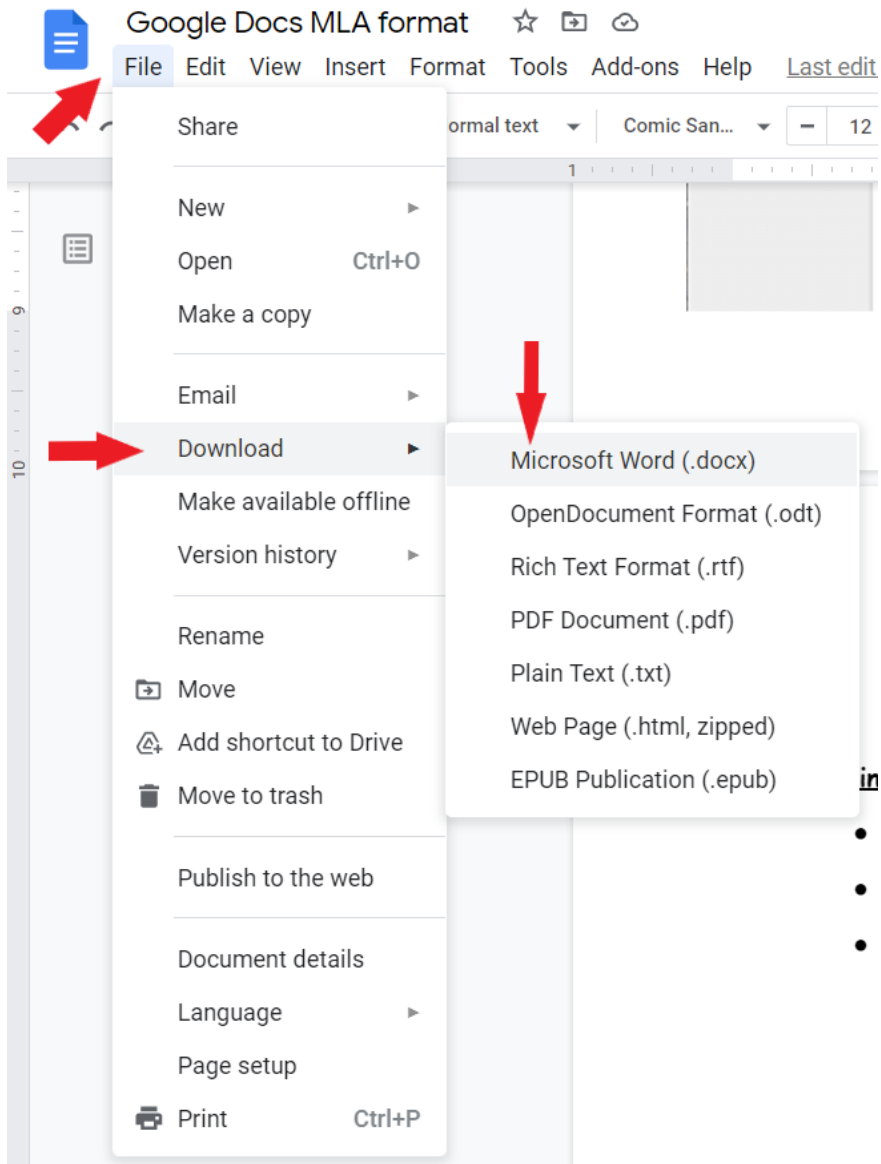 Google Docs MLA format
File Edit View Insert Format Tools Add-ons Help Last edit
ormal text Comic San... 12
Share
1
New
Open Ctrl+O
Make a copy
9
Email
Download
Microsoft Word (.docx)
10
Make available offline
OpenDocument Format (.odt)
Version history
Rich Text Format (.rtf)
PDF Document (.pdf)
Rename
Plain Text (.txt)
Move
Web Page (.html, zipped)
Add shortcut to Drive
EPUB Publication (.epub)
in
Move to trash
Publish to the web
Document details
Language
Page setup
Print Ctrl+P